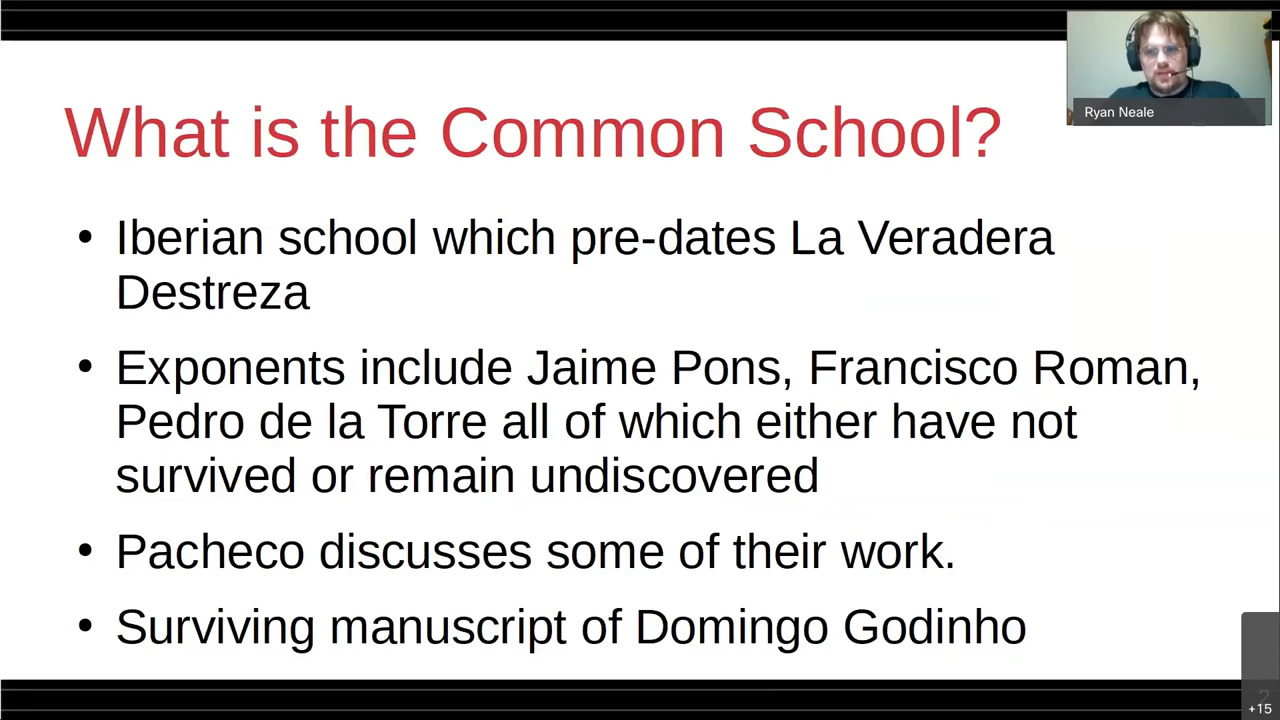 What is the Common School?
Ryan Neale
• Iberian school which pre-dates La Veradera
Destreza
• Exponents include Jaime Pons, Francisco Roman,
Pedro de la Torre all of which either have not
survived or remain undiscovered
• Pacheco discusses some of their work.
• Surviving manuscript of Domingo Godinho
2
+15